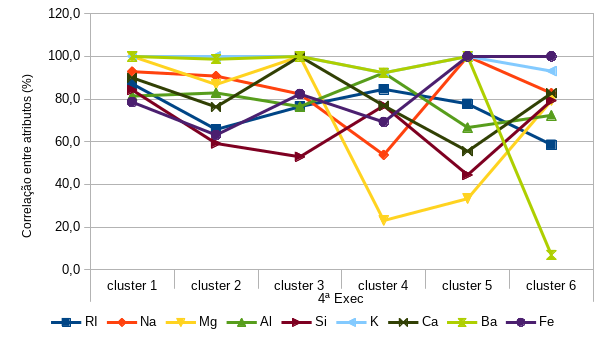 120,0
100,0
80,0
60,0
40,0
20,0
0,0
Correlação entre atributos (%)
cluster 1 cluster 2 cluster 3 cluster 4 cluster 5 cluster 6
4ª Exec
RI Na Mg Al Si K Ca Ba Fe